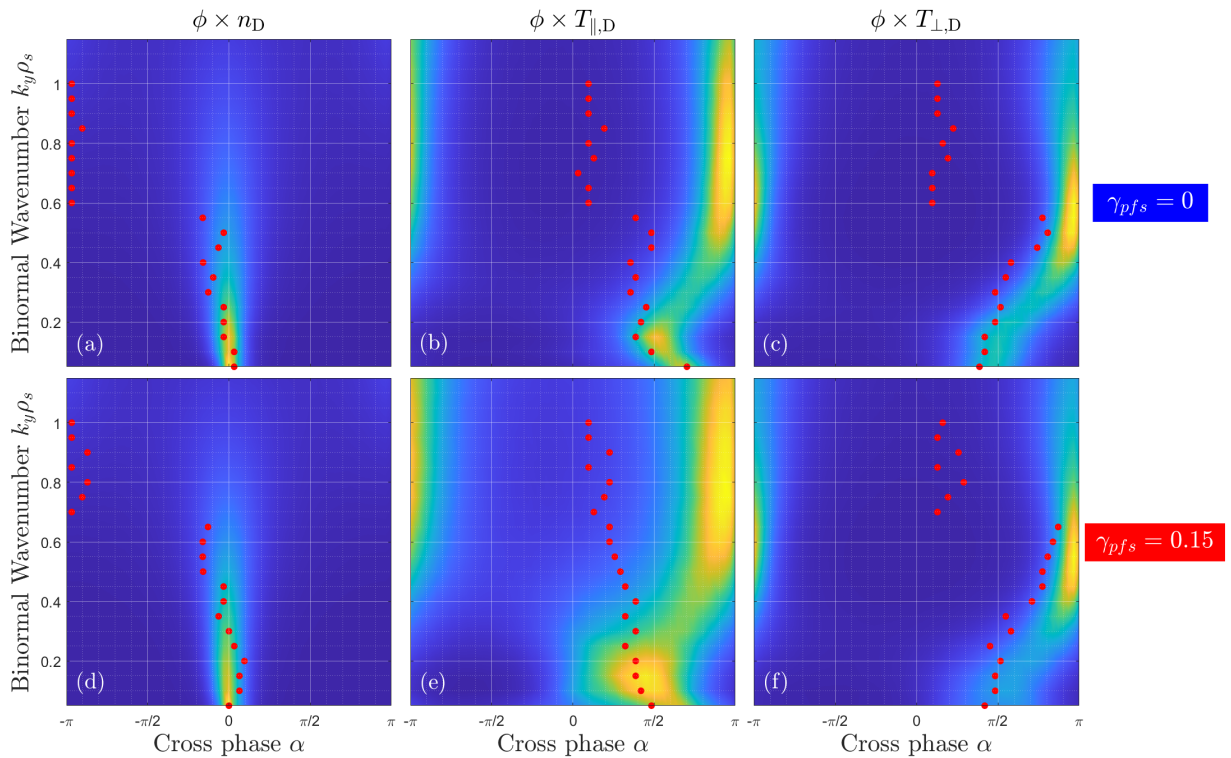 ϕ × n_D
ϕ × T_∥,D
ϕ × T_⊥,D
Binormal Wavenumber k_yρ_s
1
0.8
0.6
0.4
0.2
(a)
(b)
(c)
γ_pfs = 0
Binormal Wavenumber k_yρ_s
1
0.8
0.6
0.4
0.2
(d)
(e)
(f)
γ_pfs = 0.15
-π -π/2 0 π/2 π
-π -π/2 0 π/2 π
-π -π/2 0 π/2 π
Cross phase α
Cross phase α
Cross phase α